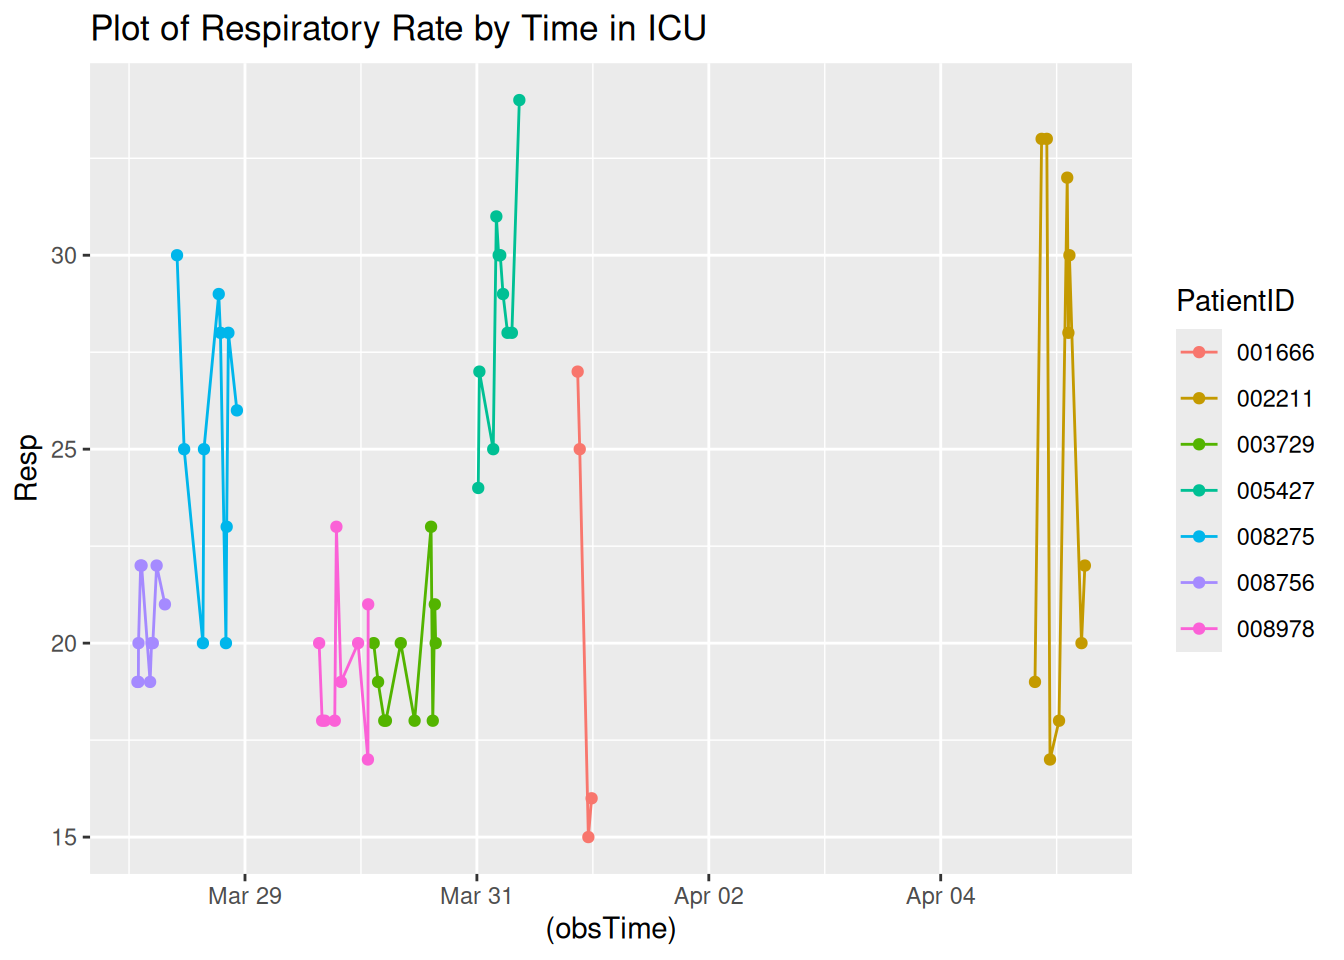 Plot of Respiratory Rate by Time in ICU
Resp
30
25
20
15
Mar 29
Mar 31
Apr 02
Apr 04
(obsTime)
PatientID
001666
002211
003729
005427
008275
008756
008978